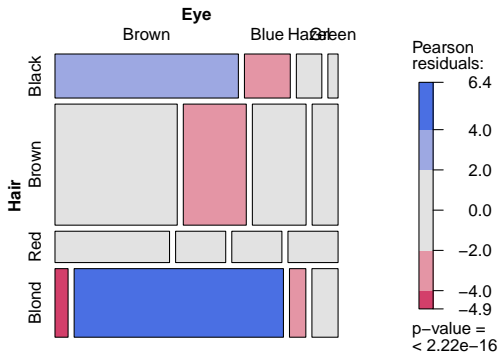 Eye
Brown Blue Hazel Green
Hair
Black
Brown
Red
Blond
Pearson
residuals:
6.4
4.0
2.0
0.0
−2.0
−4.0
−4.9
p−value =
< 2.22e−16